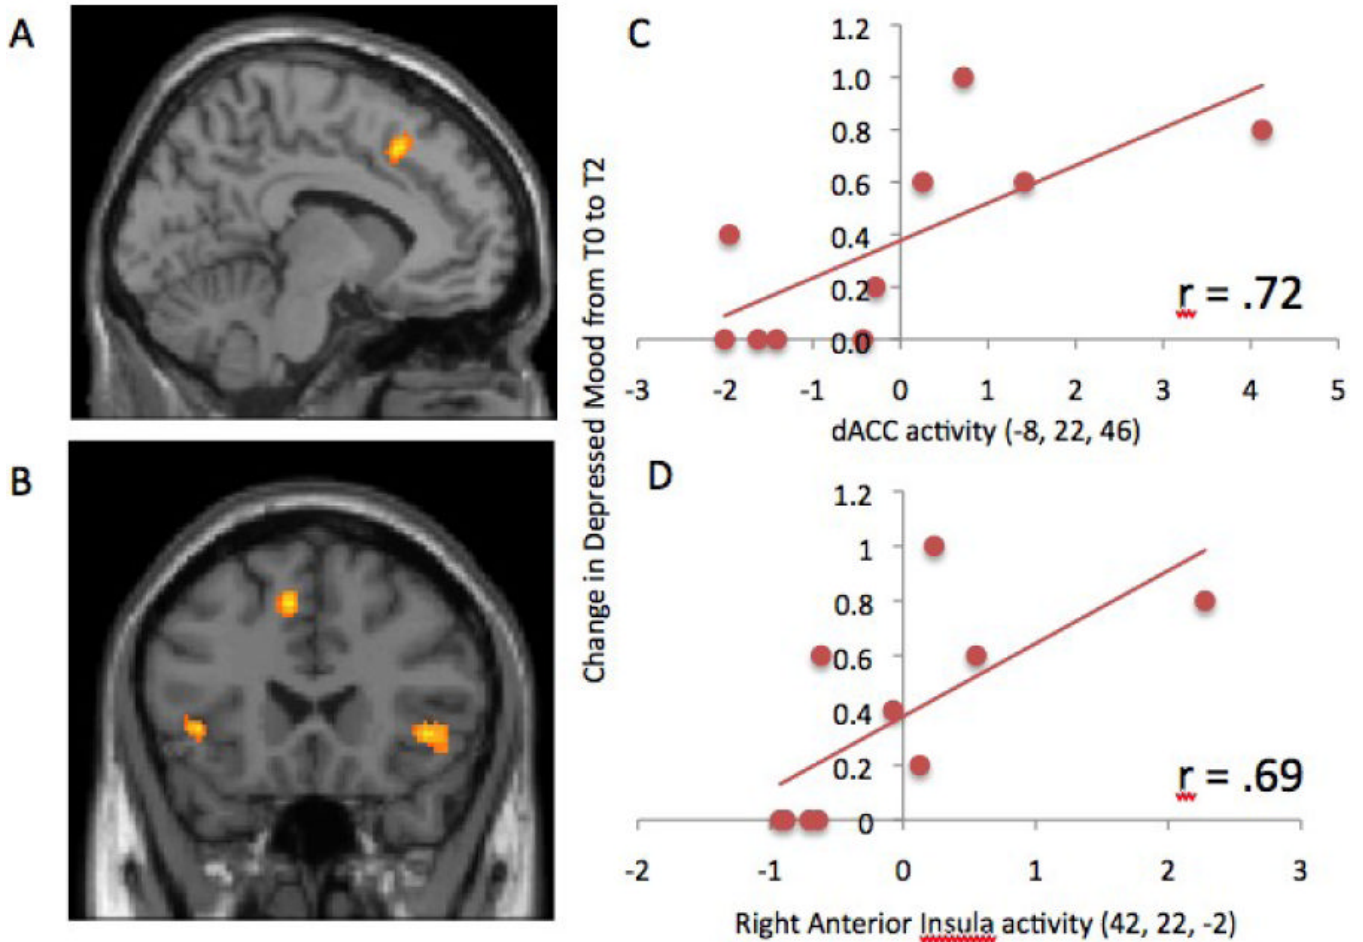 A
B
Change in Depressed Mood from T0 to T2
C
1.2
1.0
0.8
0.6
0.4
0.2
0.0
-3 -2 -1 0 1 2 3 4 5
r = .72
dACC activity (-8, 22, 46)
D
1.2
1
0.8
0.6
0.4
0.2
0
-2 -1 0 1 2 3
r = .69
Right Anterior Insula activity (42, 22, -2)